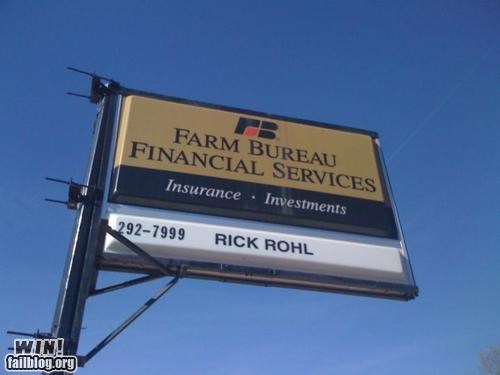 FB
FARM BUREAU
FINANCIAL SERVICES
Insurance · Investments
292-7999 RICK ROHL
WIN!
failblog.org